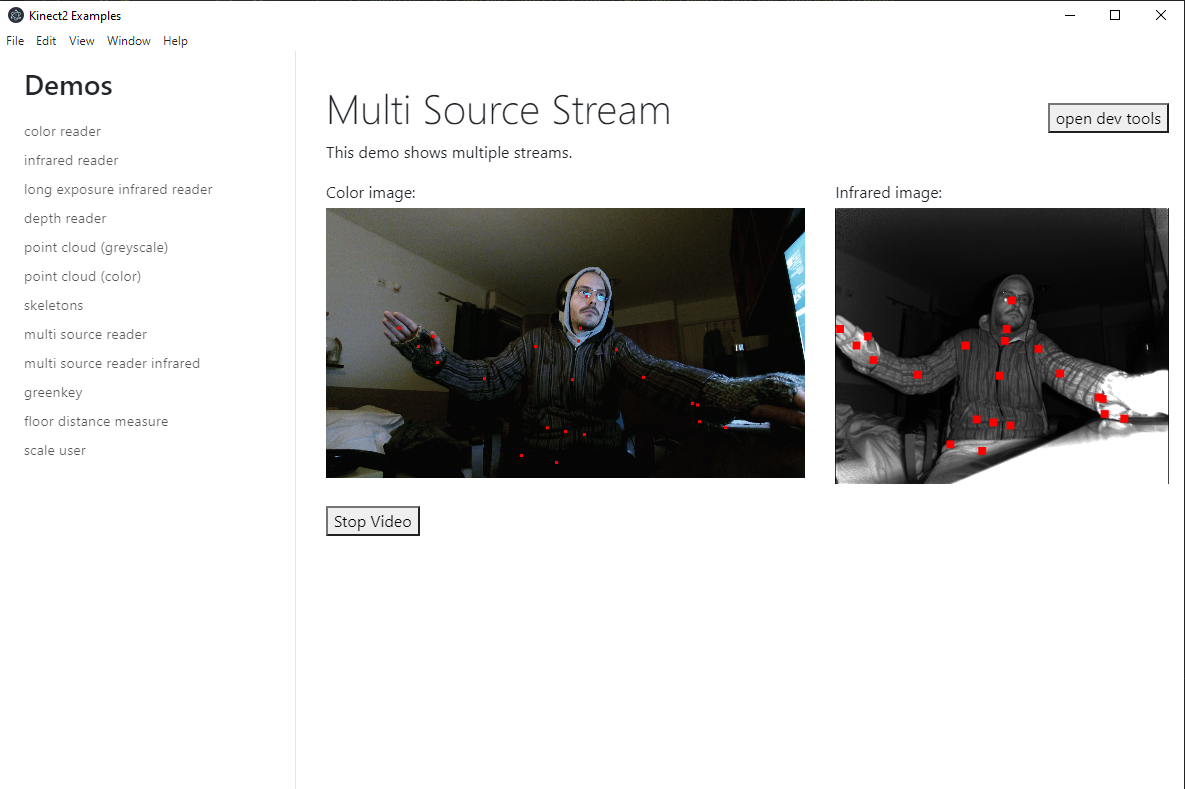 Kinect2 Examples
File Edit View Window Help
Demos
color reader
infrared reader
long exposure infrared reader
depth reader
point cloud (greyscale)
point cloud (color)
skeletons
multi source reader
multi source reader infrared
greenkey
floor distance measure
scale user
Multi Source Stream
open dev tools
This demo shows multiple streams.
Color image:
Infrared image:
Stop Video